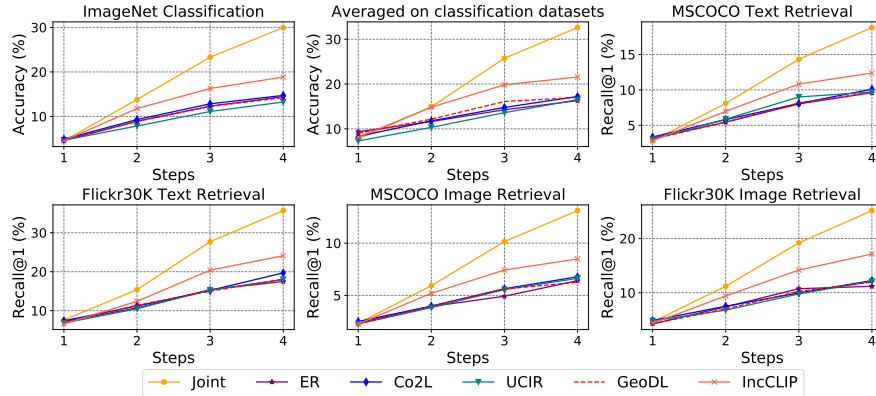 ImageNet Classification
Averaged on classification datasets
MSCOCO Text Retrieval
Accuracy (%)
30
20
10
1 2 3 4
Steps
Accuracy (%)
30
20
10
1 2 3 4
Steps
Recall@1 (%)
15
10
5
1 2 3 4
Steps
Flickr30K Text Retrieval
MSCOCO Image Retrieval
Flickr30K Image Retrieval
Recall@1 (%)
30
20
10
1 2 3 4
Steps
Recall@1 (%)
10
5
1 2 3 4
Steps
Recall@1 (%)
20
10
1 2 3 4
Steps
Joint ER Co2L UCIR GeoDL IncCLIP